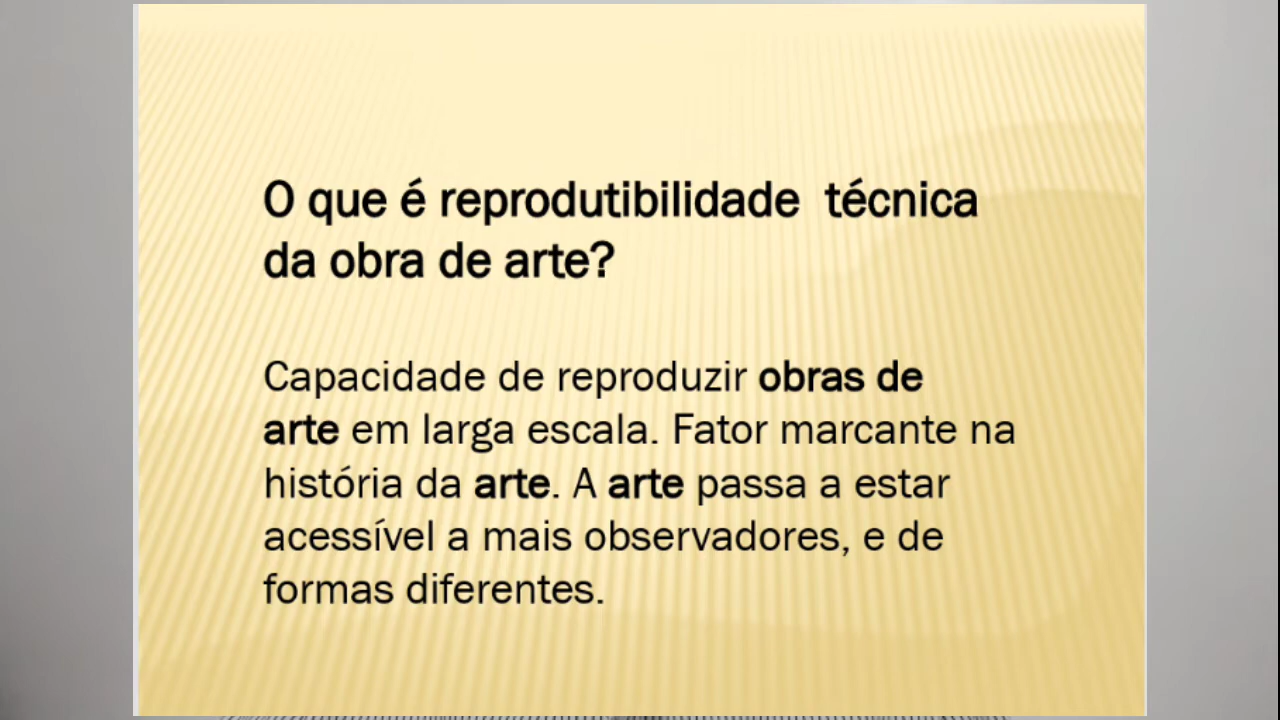 O que é reprodutibilidade técnica
da obra de arte?
Capacidade de reproduzir obras de
arte em larga escala. Fator marcante na
história da arte. A arte passa a estar
acessível a mais observadores, e de
formas diferentes.